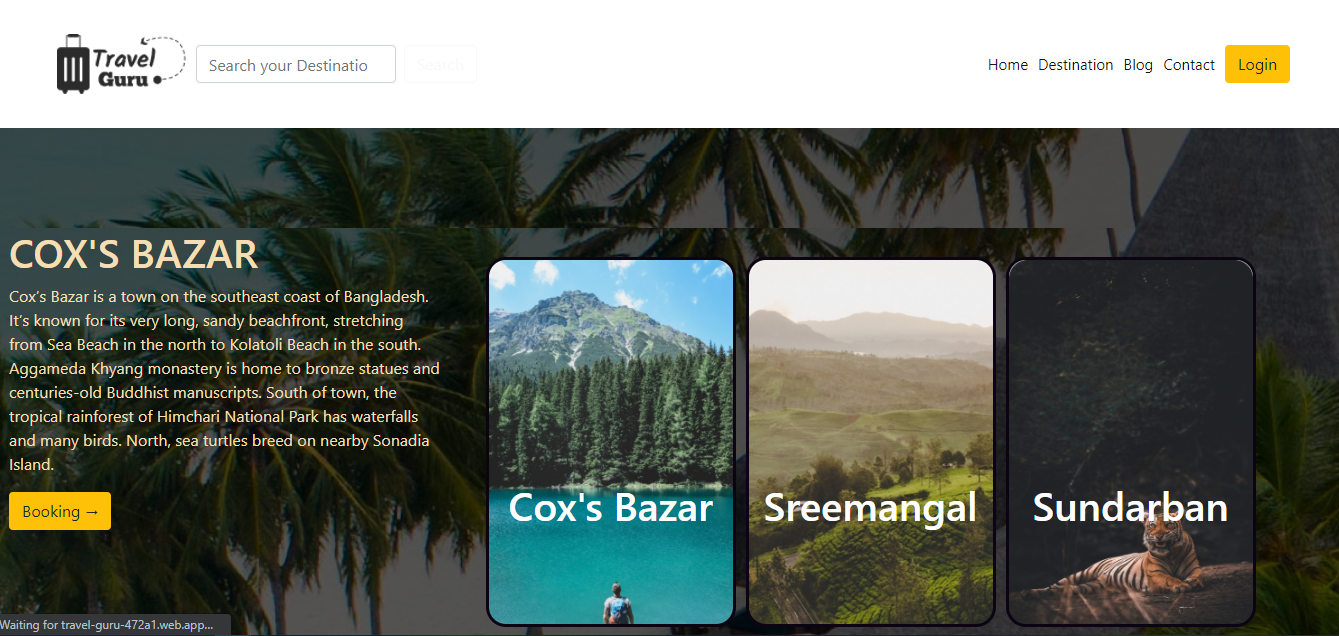 Travel
Guru
Search your Destinatio
Search
Home Destination Blog Contact Login
COX'S BAZAR
Cox's Bazar is a town on the southeast coast of Bangladesh.
It's known for its very long, sandy beachfront, stretching
from Sea Beach in the north to Kolatoli Beach in the south.
Aggameda Khyang monastery is home to bronze statues and
centuries-old Buddhist manuscripts. South of town, the
tropical rainforest of Himchari National Park has waterfalls
and many birds. North, sea turtles breed on nearby Sonadia
Island.
Booking →
Cox's Bazar
Sreemangal
Sundarban
Waiting for travel-guru-472a1.web.app...